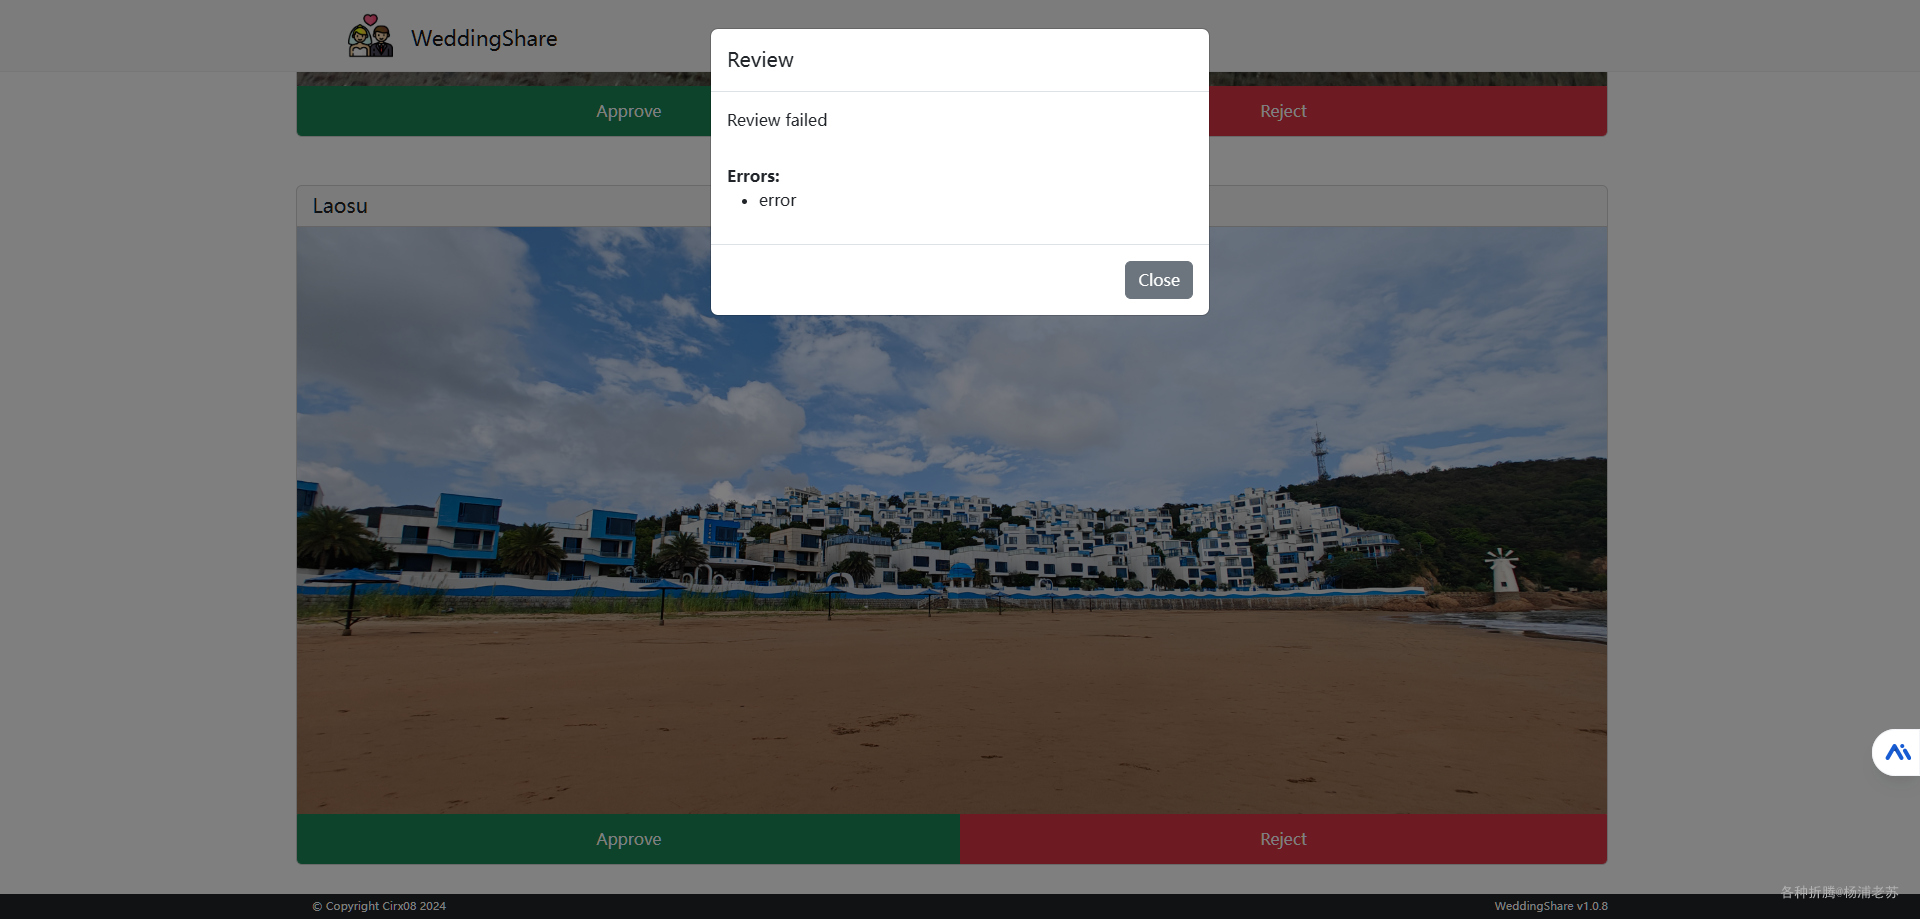 WeddingShare
Review
Review failed
Errors:
error
Close
Approve
Reject
Laosu
Approve
Reject
各种折腾@杨浦老苏
© Copyright Cirx08 2024
WeddingShare v1.0.8